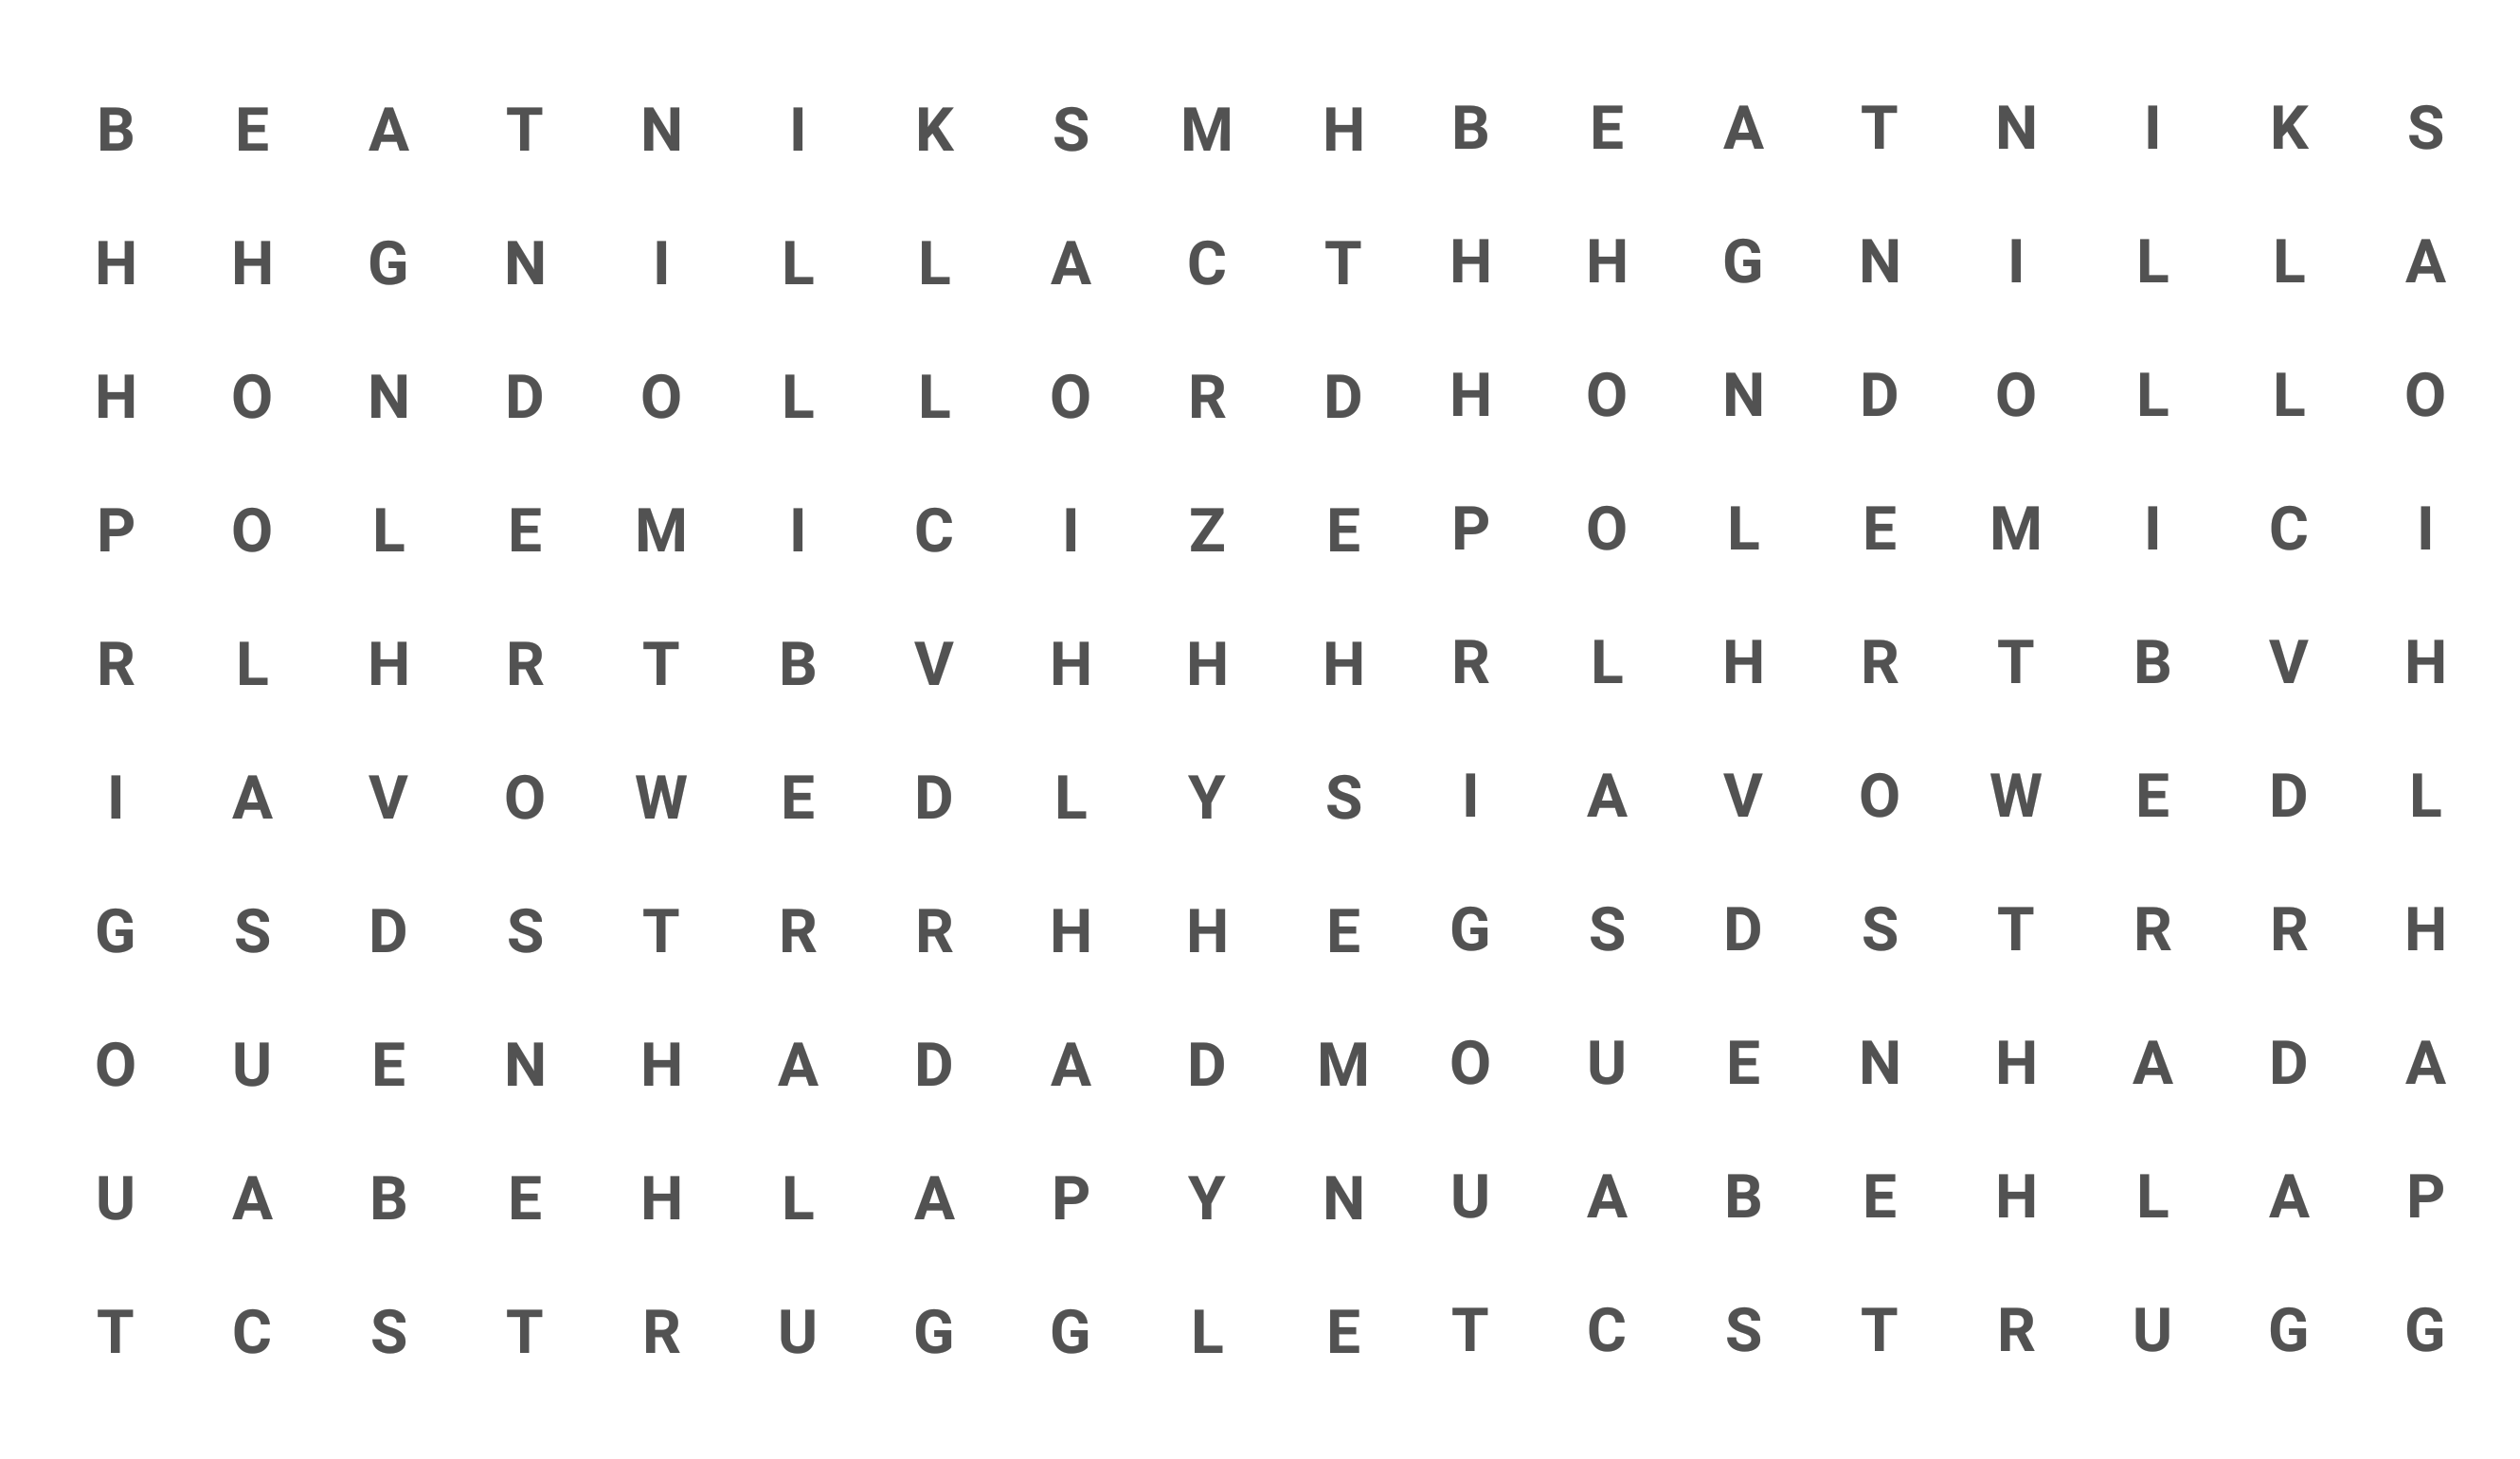 B E A T N I K S M H B E A T N I K S
H H G N I L L A C T H H G N I L L A
H O N D O L L O R D H O N D O L L O
P O L E M I C I Z E P O L E M I C I
R L H R T B V H H H R L H R T B V H
I A V O W E D L Y S I A V O W E D L
G S D S T R R H H E G S D S T R R H
O U E N H A D A D M O U E N H A D A
U A B E H L A P Y N U A B E H L A P
T C S T R U G G L E T C S T R U G G